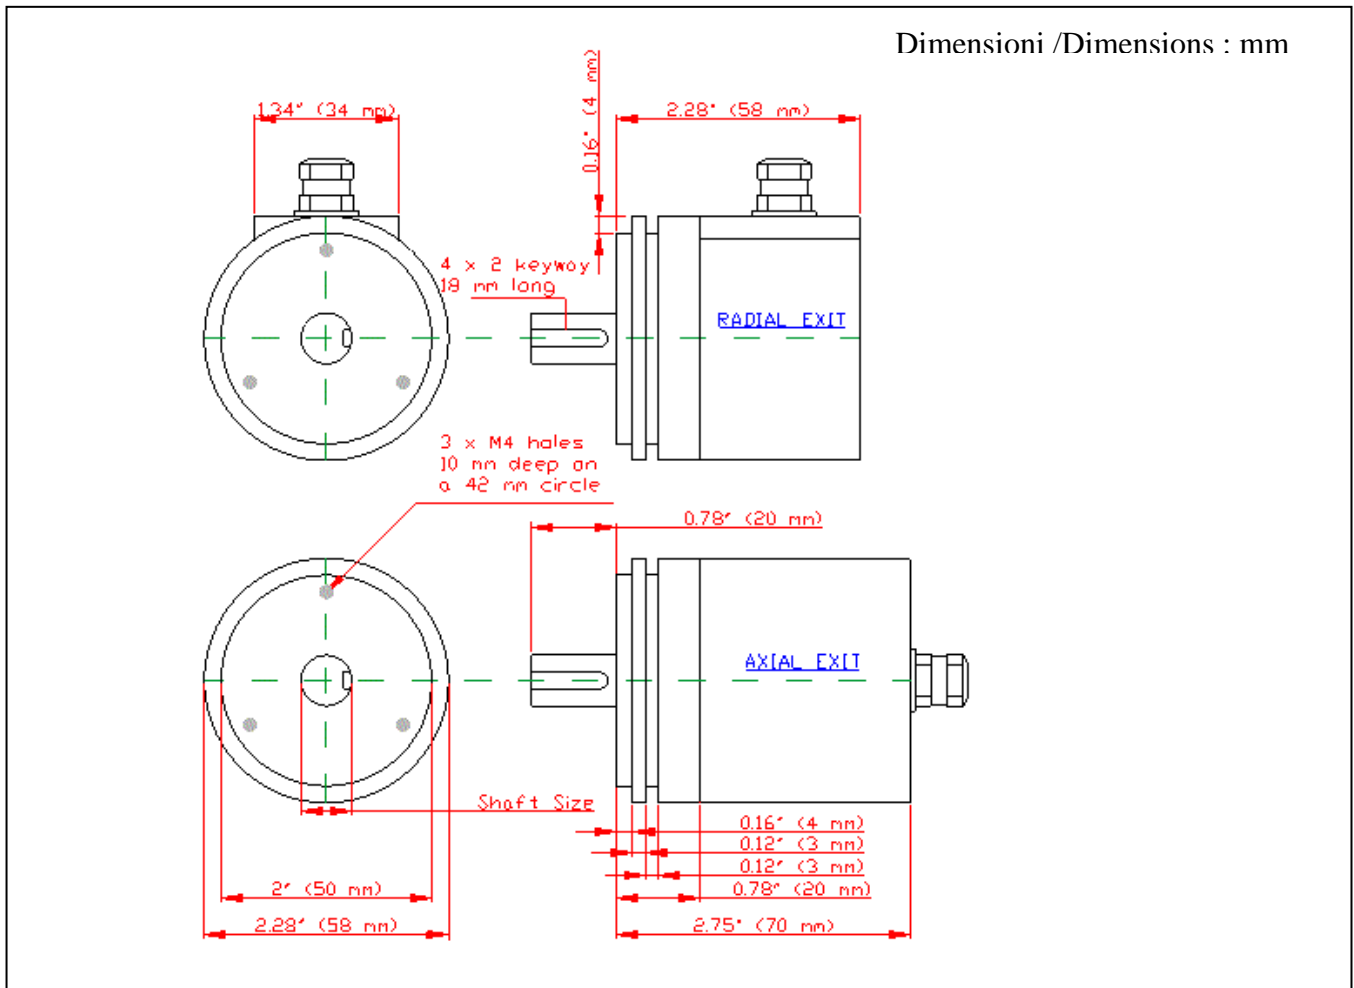 Dimensioni /Dimensions : mm
1.34" (34 mm)
0.16" (4 mm)
2.28" (58 mm)
4 x 2 keyway
18 mm long
RADIAL EXIT
3 x M4 holes
10 mm deep on
a 42 mm circle
0.78" (20 mm)
AXIAL EXIT
Shaft Size
0.16" (4 mm)
0.12" (3 mm)
0.12" (3 mm)
0.78" (20 mm)
2" (50 mm)
2.28" (58 mm)
2.75" (70 mm)